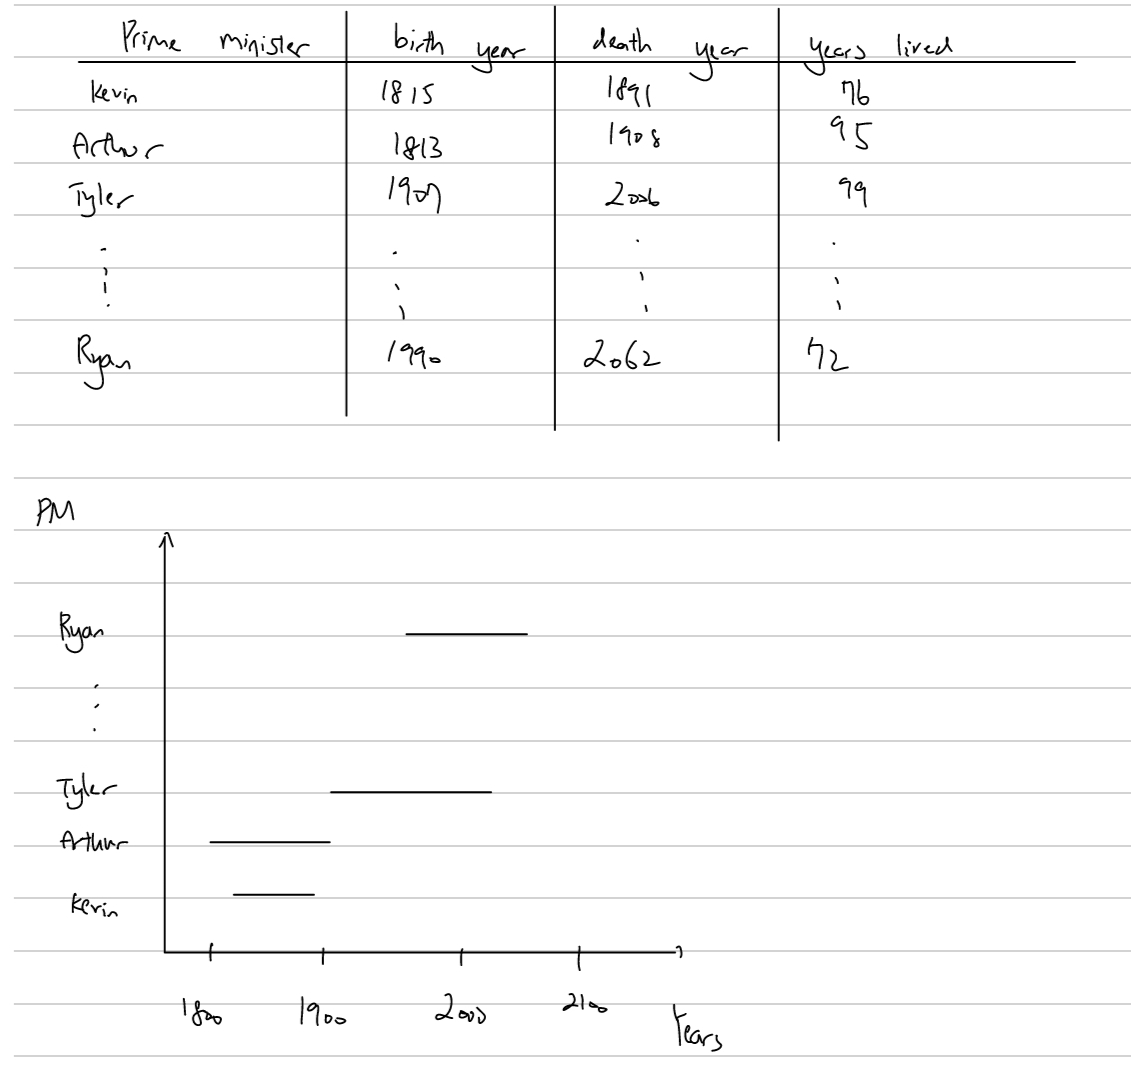 Prime minister birth year death year years lived
Kevin 1815 1891 76
Arthur 1813 1908 95
Tyler 1907 2006 99
Ryan 1990 2062 72
PM
Ryan
Tyler
Arthur
Kevin
1800 1900 2000 2100
Years